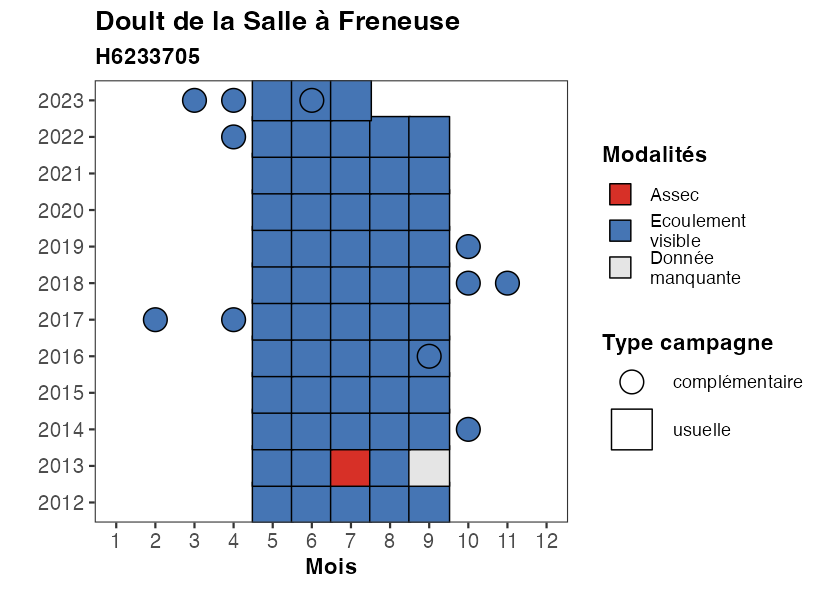 Doult de la Salle à Freneuse
H6233705
2023
2022
2021
2020
2019
2018
2017
2016
2015
2014
2013
2012
1 2 3 4 5 6 7 8 9 10 11 12
Mois
Modalités
Assec
Ecoulement
visible
Donnée
manquante
Type campagne
complémentaire
usuelle